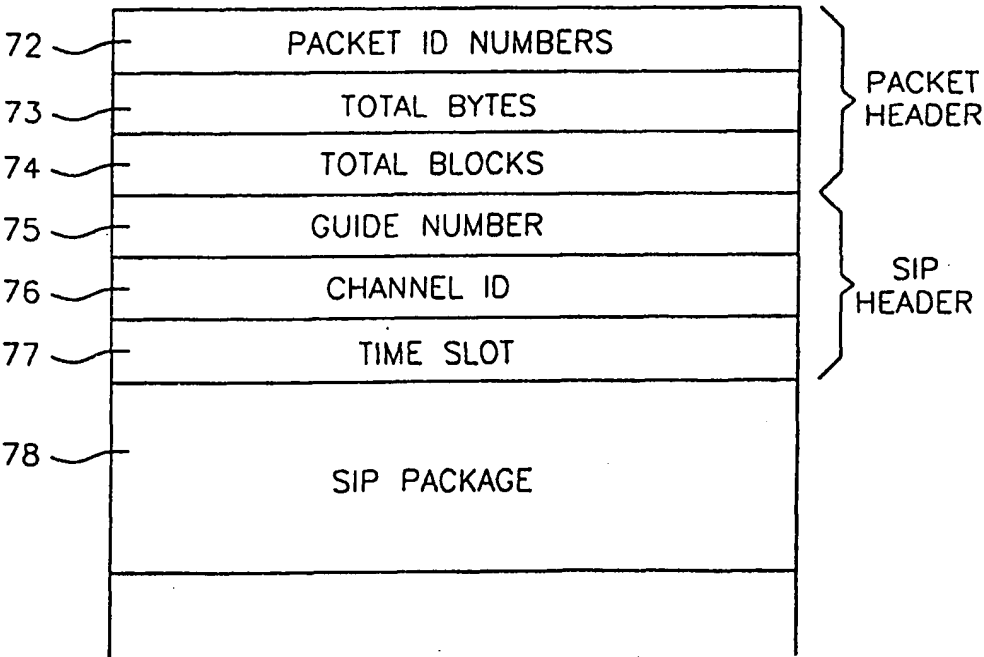 72 PACKET ID NUMBERS
73 TOTAL BYTES
74 TOTAL BLOCKS
PACKET
HEADER
75 GUIDE NUMBER
76 CHANNEL ID
77 TIME SLOT
SIP
HEADER
78 SIP PACKAGE